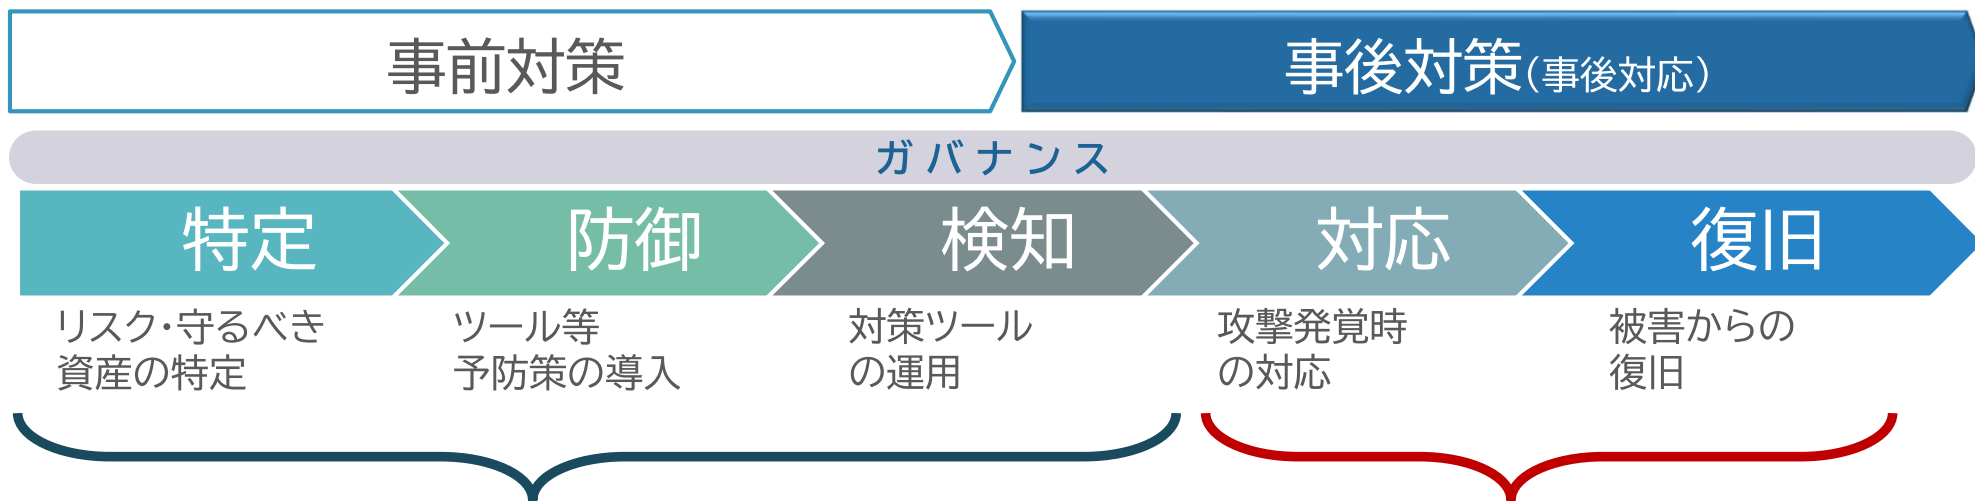 事前対策
事後対策(事後対応)
ガバナンス
特定
防御
検知
対応
復旧
リスク・守るべき
資産の特定
ツール等
予防策の導入
対策ツール
の運用
攻撃発覚時
の対応
被害からの
復旧